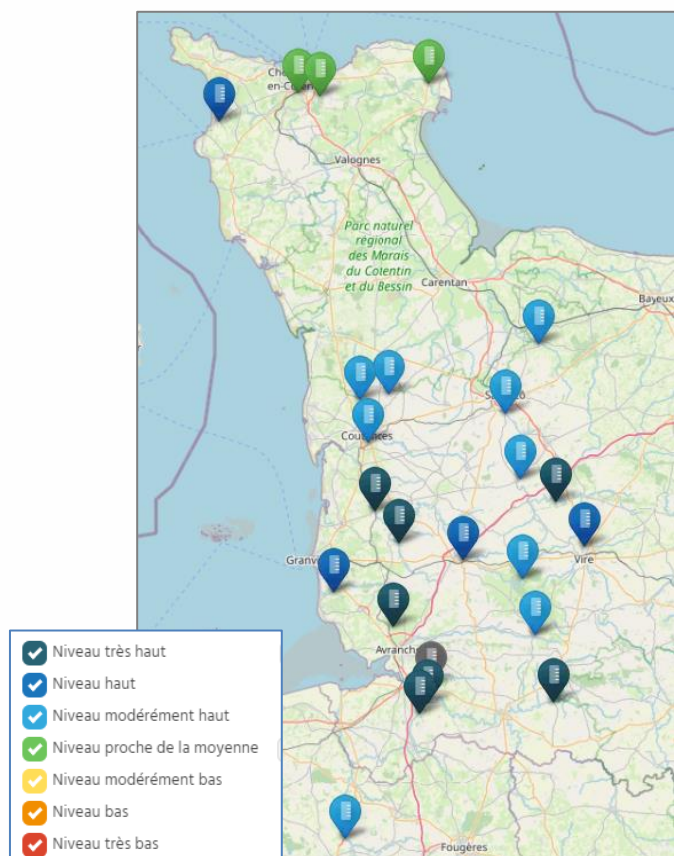 Valognes
Parc naturel
régional
des Marais
du Cotentin
et du Bessin
Carentan
Bayeux
Vire
Niveau très haut
Niveau haut
Niveau modérément haut
Niveau proche de la moyenne
Niveau modérément bas
Niveau bas
Niveau très bas
Fougères